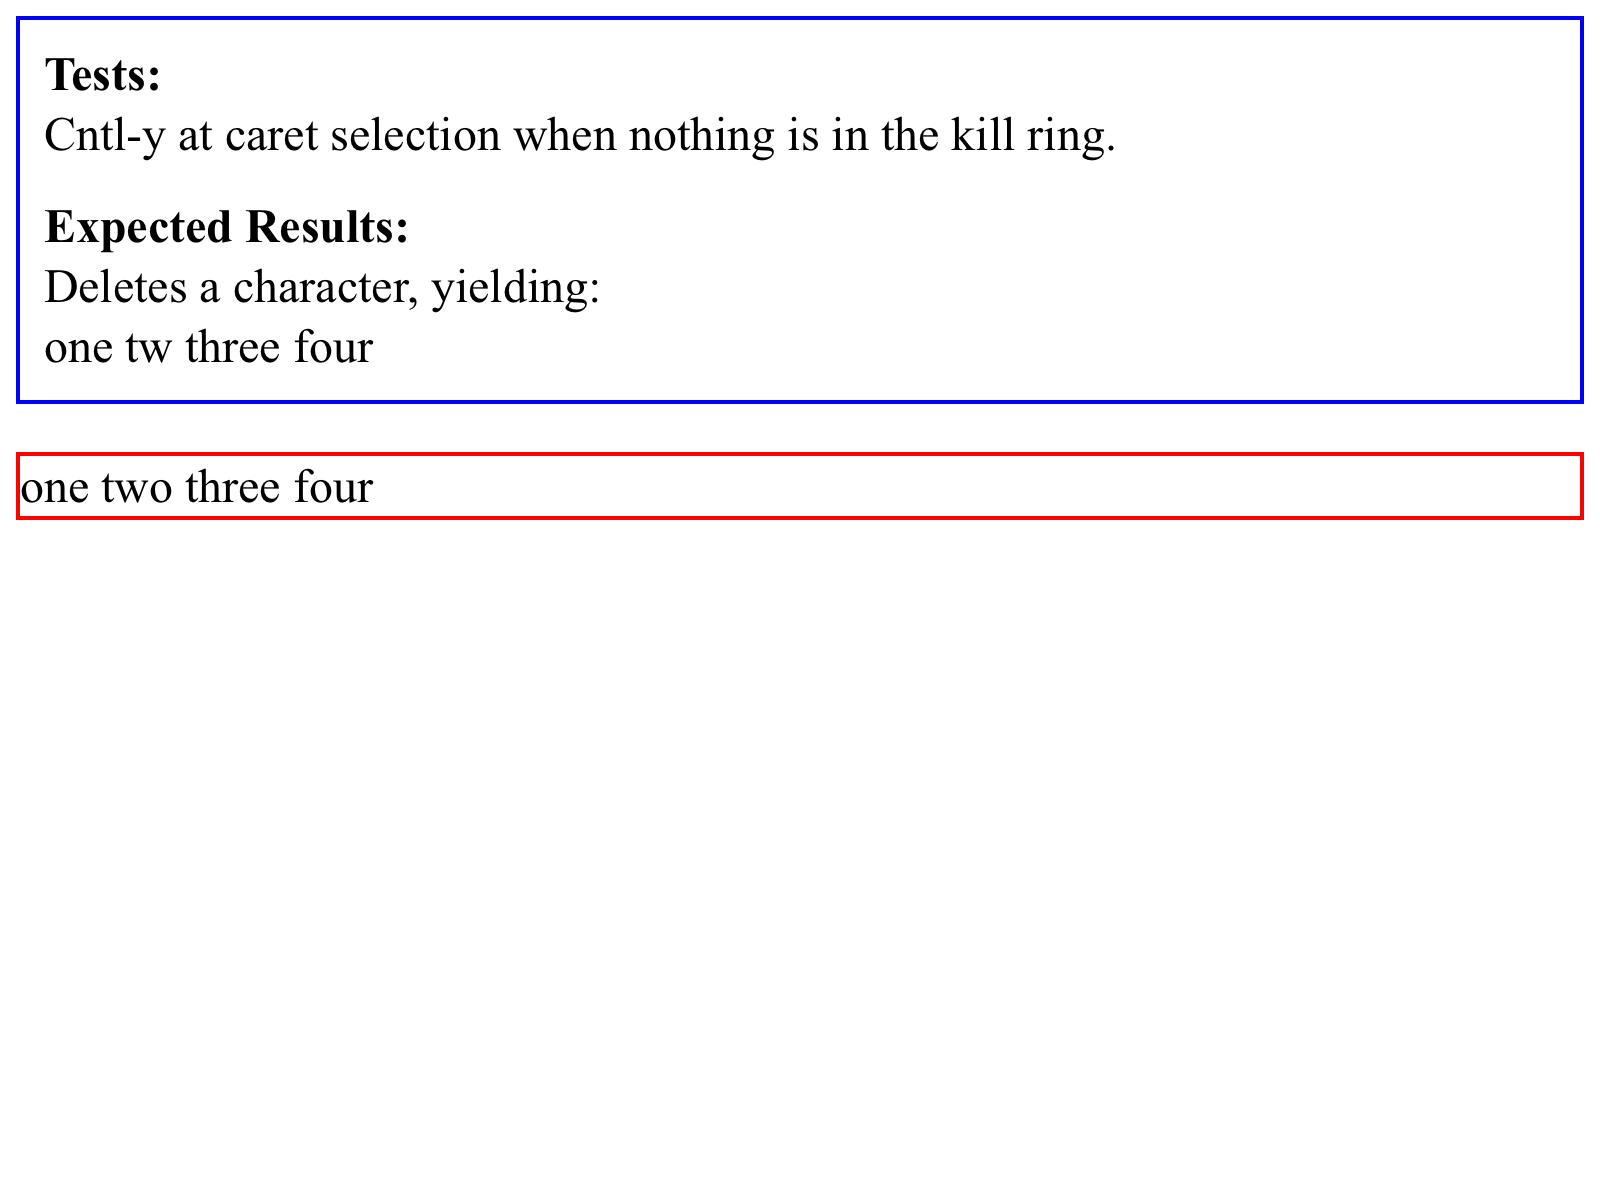 Tests:
Cntl-y at caret selection when nothing is in the kill ring.
Expected Results:
Deletes a character, yielding:
one tw three four
one two three four